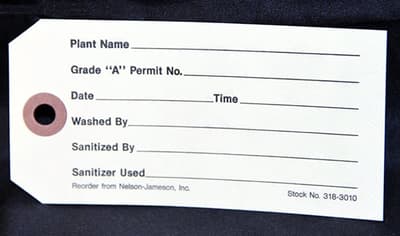 Plant Name
Grade "A" Permit No.
Date Time
Washed By
Sanitized By
Sanitizer Used
Reorder from Nelson-Jameson, Inc. Stock No. 318-3010